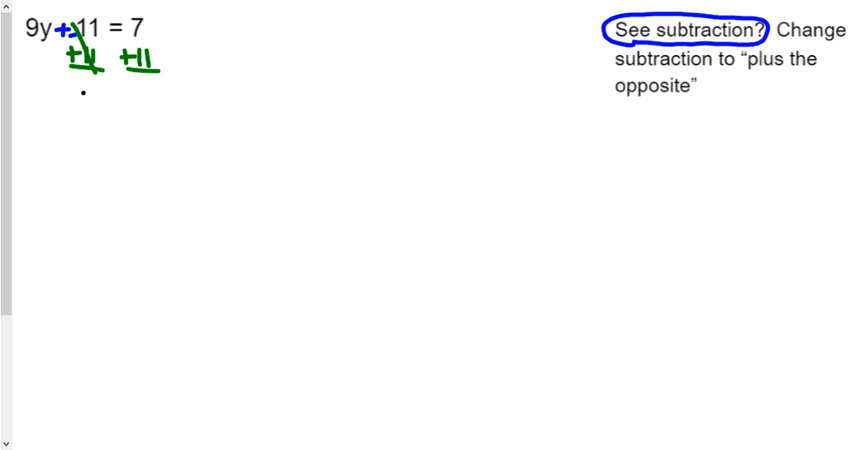 9y + -11 = 7
+11 +11
See subtraction? Change
subtraction to “plus the
opposite”